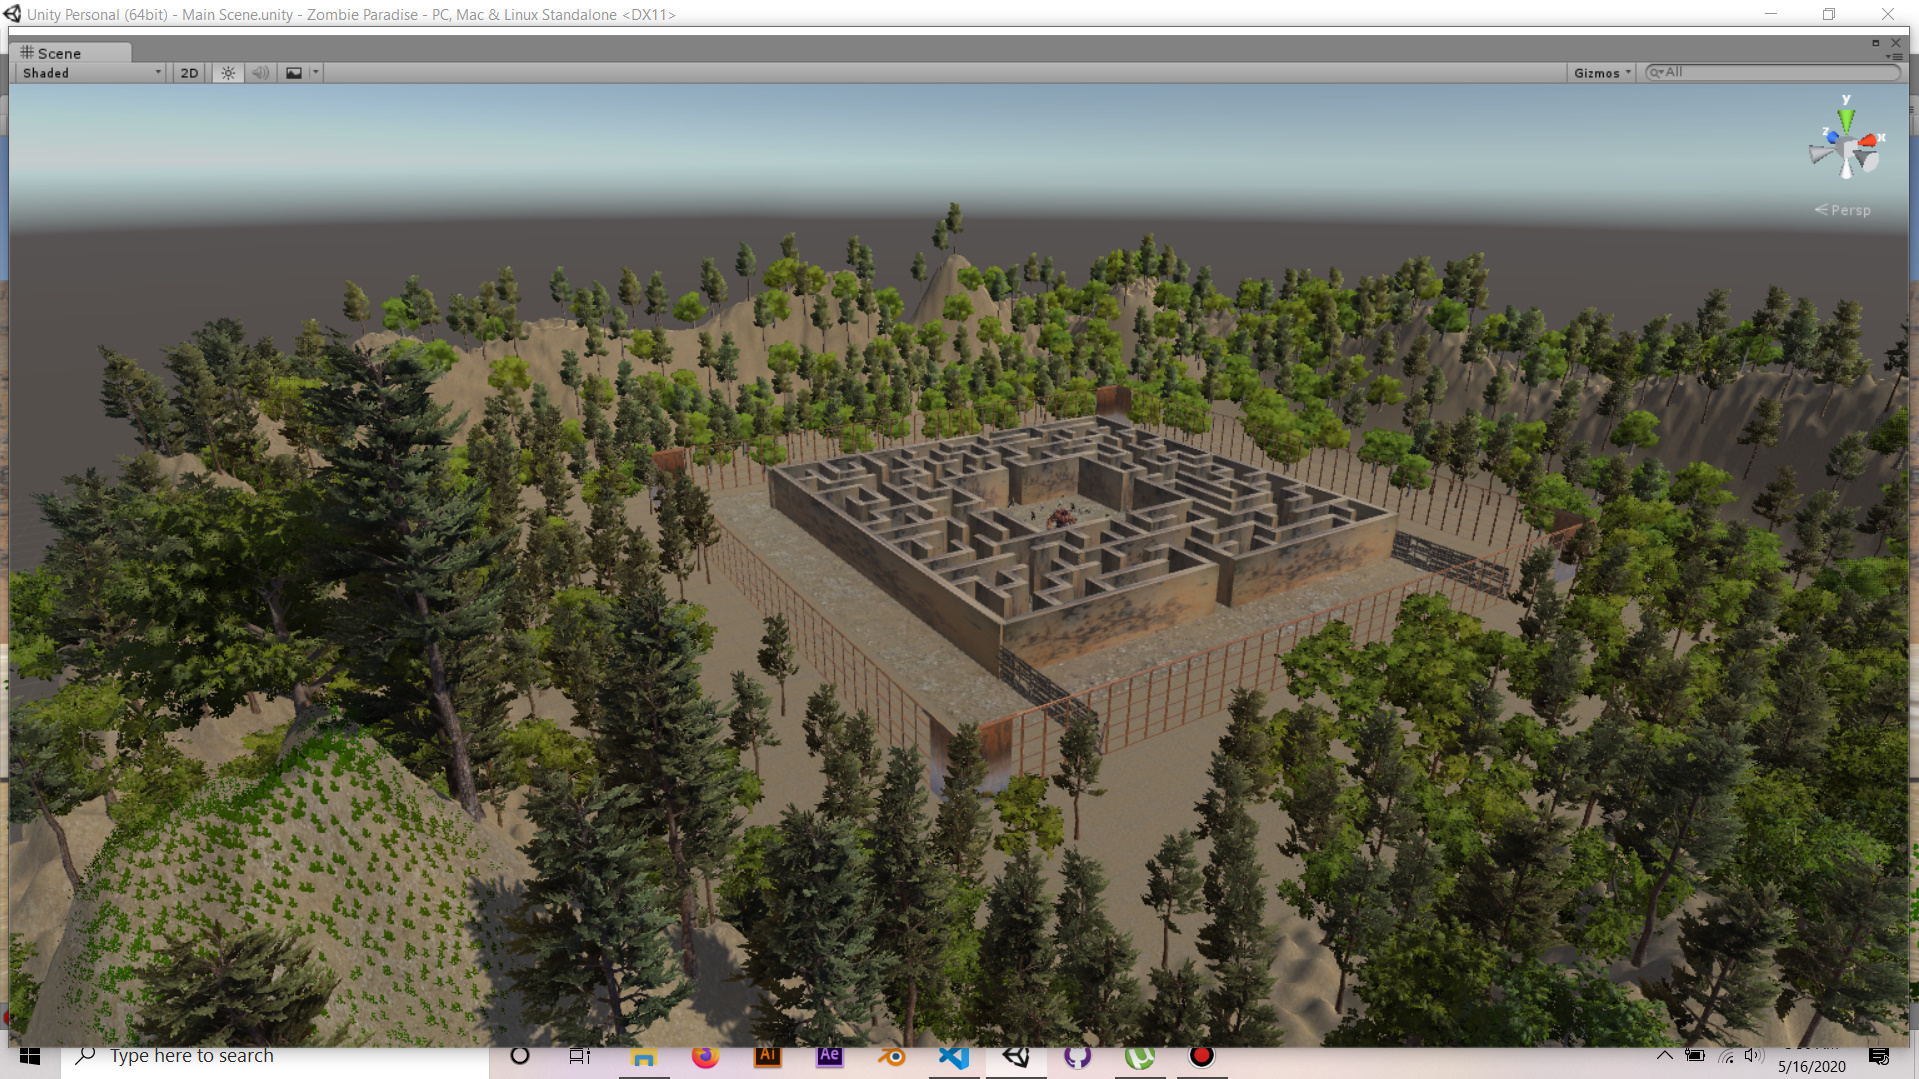 Unity Personal (64bit) - Main Scene.unity - Zombie Paradise - PC, Mac & Linux Standalone <DX11>
Scene
Shaded
2D
Gizmos
All
y
z
x
Persp
Type here to search
Ai
Ae
5/16/2020